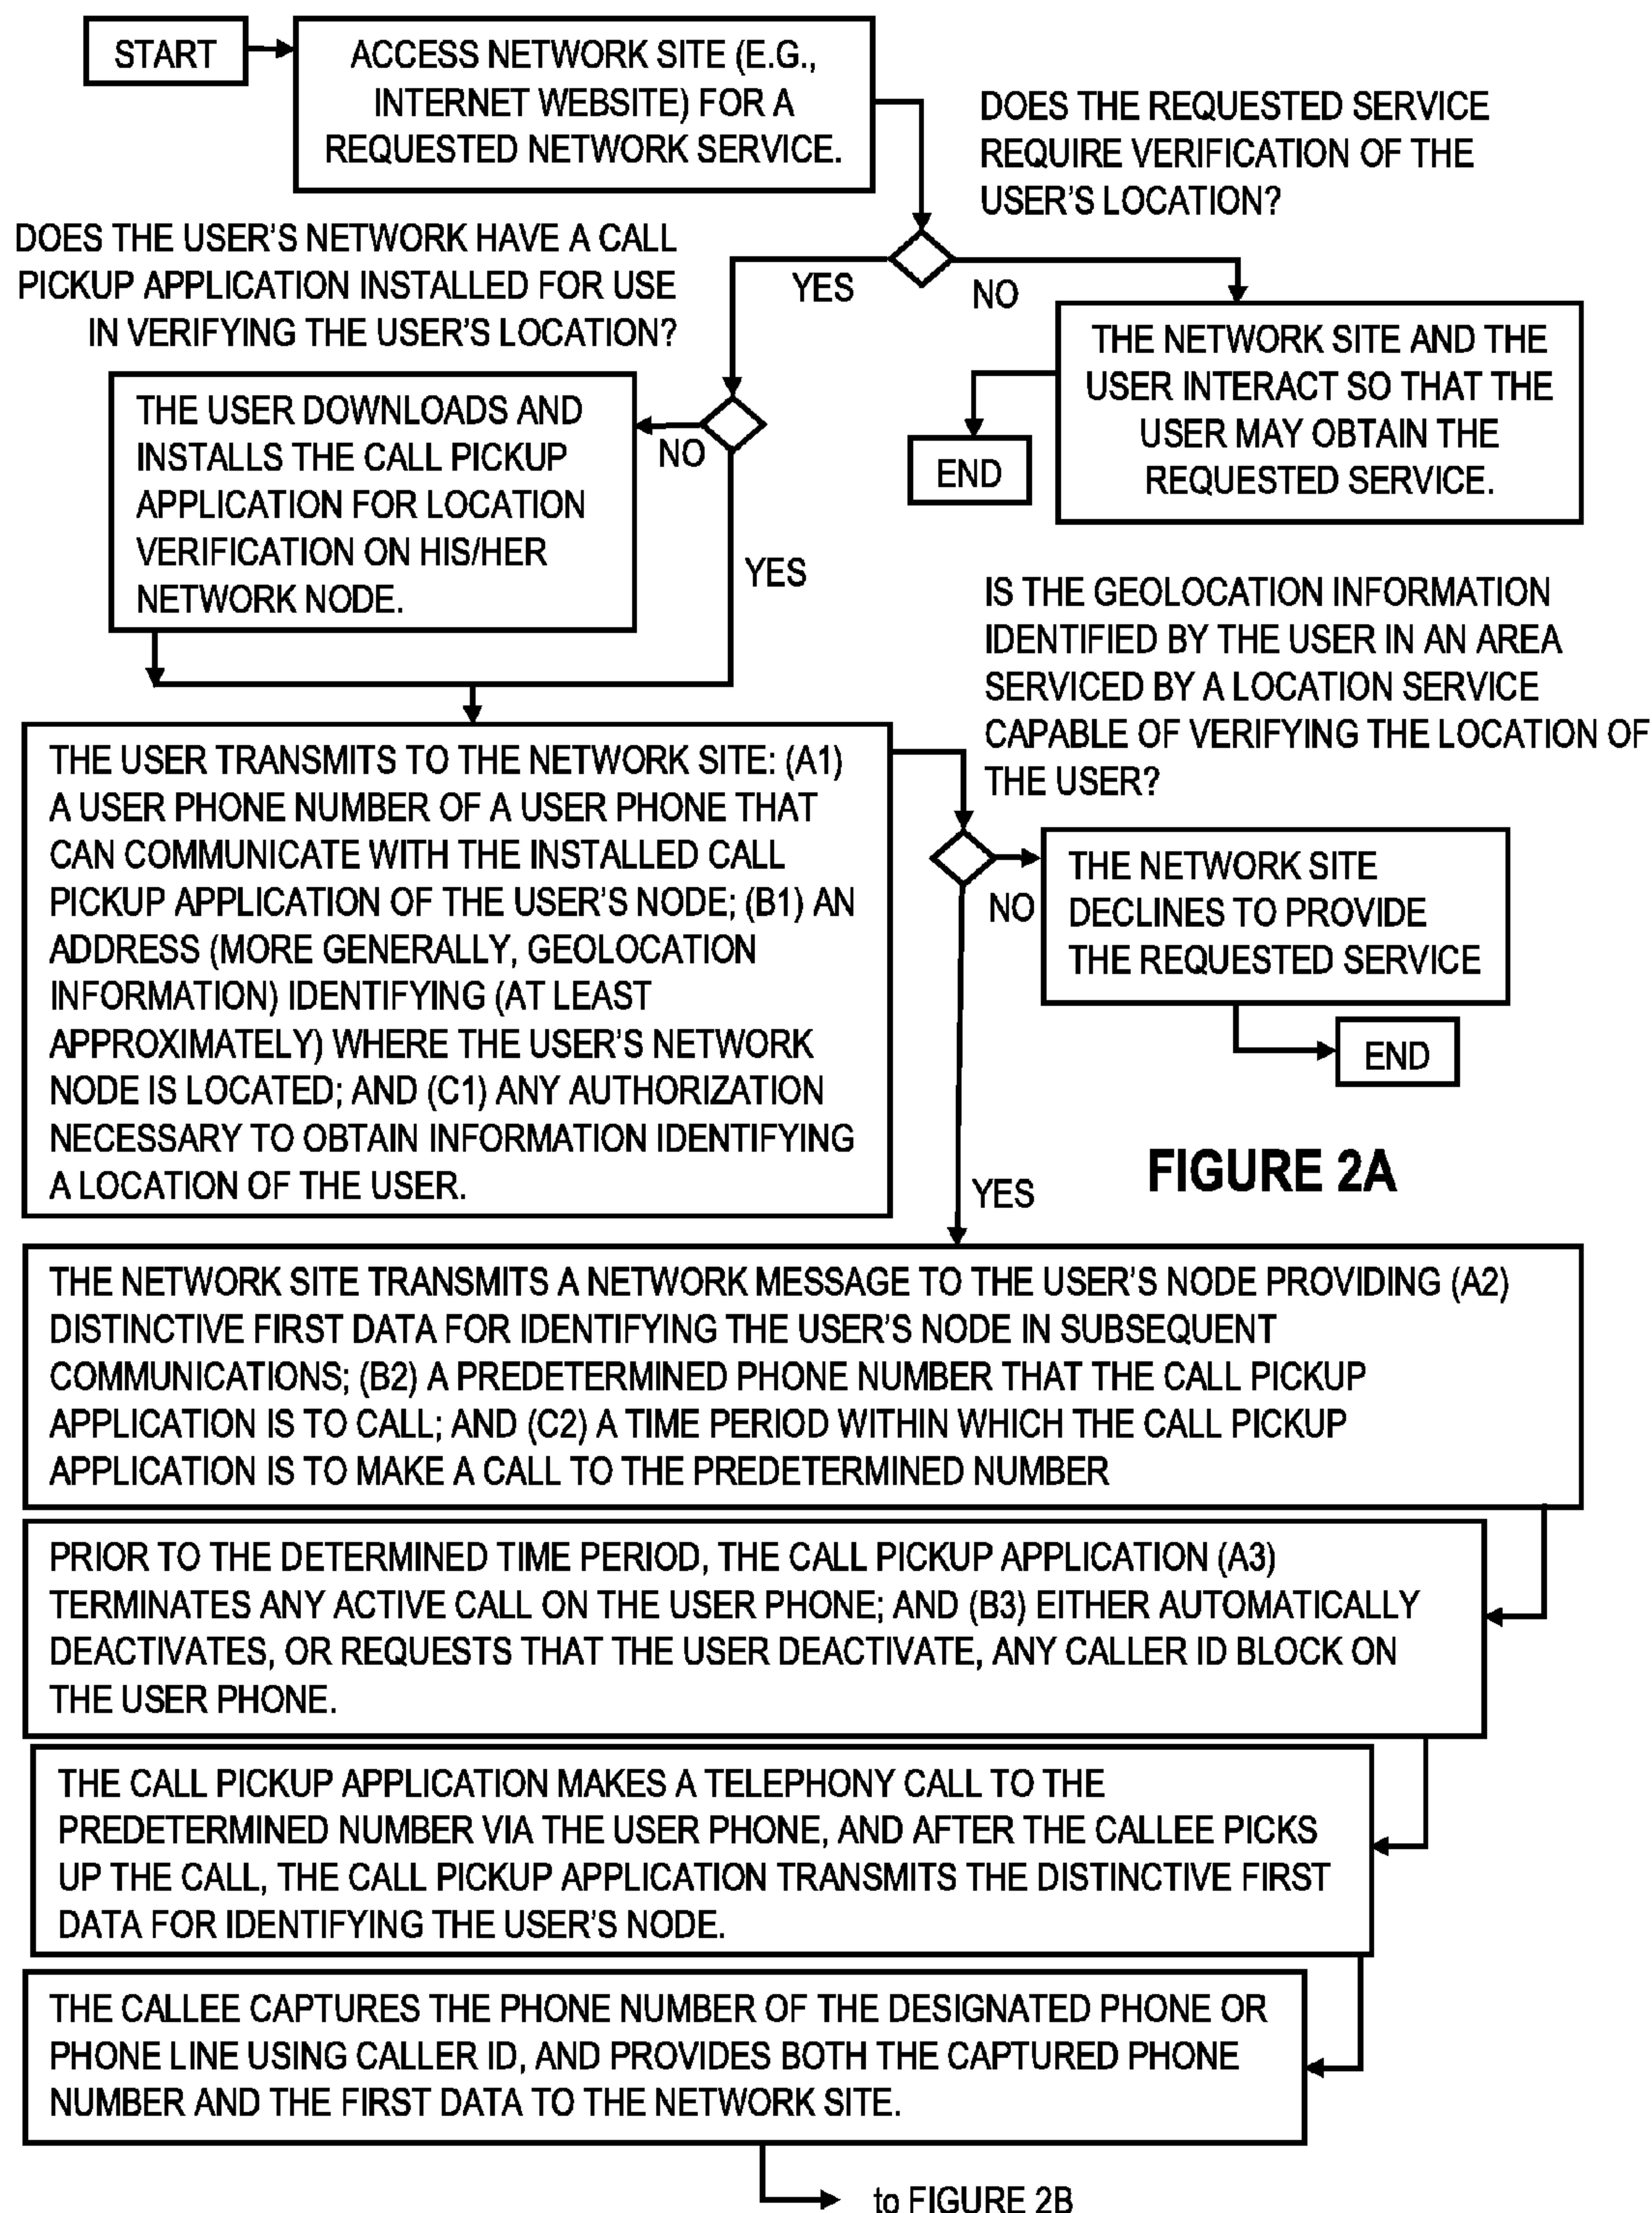 START
ACCESS NETWORK SITE (E.G.,
INTERNET WEBSITE) FOR A
REQUESTED NETWORK SERVICE.
DOES THE REQUESTED SERVICE
REQUIRE VERIFICATION OF THE
USER'S LOCATION?
DOES THE USER'S NETWORK HAVE A CALL
PICKUP APPLICATION INSTALLED FOR USE
IN VERIFYING THE USER'S LOCATION?
YES
NO
THE NETWORK SITE AND THE
USER INTERACT SO THAT THE
USER MAY OBTAIN THE
REQUESTED SERVICE.
END
THE USER DOWNLOADS AND
INSTALLS THE CALL PICKUP
APPLICATION FOR LOCATION
VERIFICATION ON HIS/HER
NETWORK NODE.
NO
YES
IS THE GEOLOCATION INFORMATION
IDENTIFIED BY THE USER IN AN AREA
SERVICED BY A LOCATION SERVICE
CAPABLE OF VERIFYING THE LOCATION OF
THE USER?
THE USER TRANSMITS TO THE NETWORK SITE: (A1)
A USER PHONE NUMBER OF A USER PHONE THAT
CAN COMMUNICATE WITH THE INSTALLED CALL
PICKUP APPLICATION OF THE USER'S NODE; (B1) AN
ADDRESS (MORE GENERALLY, GEOLOCATION
INFORMATION) IDENTIFYING (AT LEAST
APPROXIMATELY) WHERE THE USER'S NETWORK
NODE IS LOCATED; AND (C1) ANY AUTHORIZATION
NECESSARY TO OBTAIN INFORMATION IDENTIFYING
A LOCATION OF THE USER.
NO
THE NETWORK SITE
DECLINES TO PROVIDE
THE REQUESTED SERVICE
END
FIGURE 2A
YES
THE NETWORK SITE TRANSMITS A NETWORK MESSAGE TO THE USER'S NODE PROVIDING (A2)
DISTINCTIVE FIRST DATA FOR IDENTIFYING THE USER'S NODE IN SUBSEQUENT
COMMUNICATIONS; (B2) A PREDETERMINED PHONE NUMBER THAT THE CALL PICKUP
APPLICATION IS TO CALL; AND (C2) A TIME PERIOD WITHIN WHICH THE CALL PICKUP
APPLICATION IS TO MAKE A CALL TO THE PREDETERMINED NUMBER
PRIOR TO THE DETERMINED TIME PERIOD, THE CALL PICKUP APPLICATION (A3)
TERMINATES ANY ACTIVE CALL ON THE USER PHONE; AND (B3) EITHER AUTOMATICALLY
DEACTIVATES, OR REQUESTS THAT THE USER DEACTIVATE, ANY CALLER ID BLOCK ON
THE USER PHONE.
THE CALL PICKUP APPLICATION MAKES A TELEPHONY CALL TO THE
PREDETERMINED NUMBER VIA THE USER PHONE, AND AFTER THE CALLEE PICKS
UP THE CALL, THE CALL PICKUP APPLICATION TRANSMITS THE DISTINCTIVE FIRST
DATA FOR IDENTIFYING THE USER'S NODE.
THE CALLEE CAPTURES THE PHONE NUMBER OF THE DESIGNATED PHONE OR
PHONE LINE USING CALLER ID, AND PROVIDES BOTH THE CAPTURED PHONE
NUMBER AND THE FIRST DATA TO THE NETWORK SITE.
to FIGURE 2B